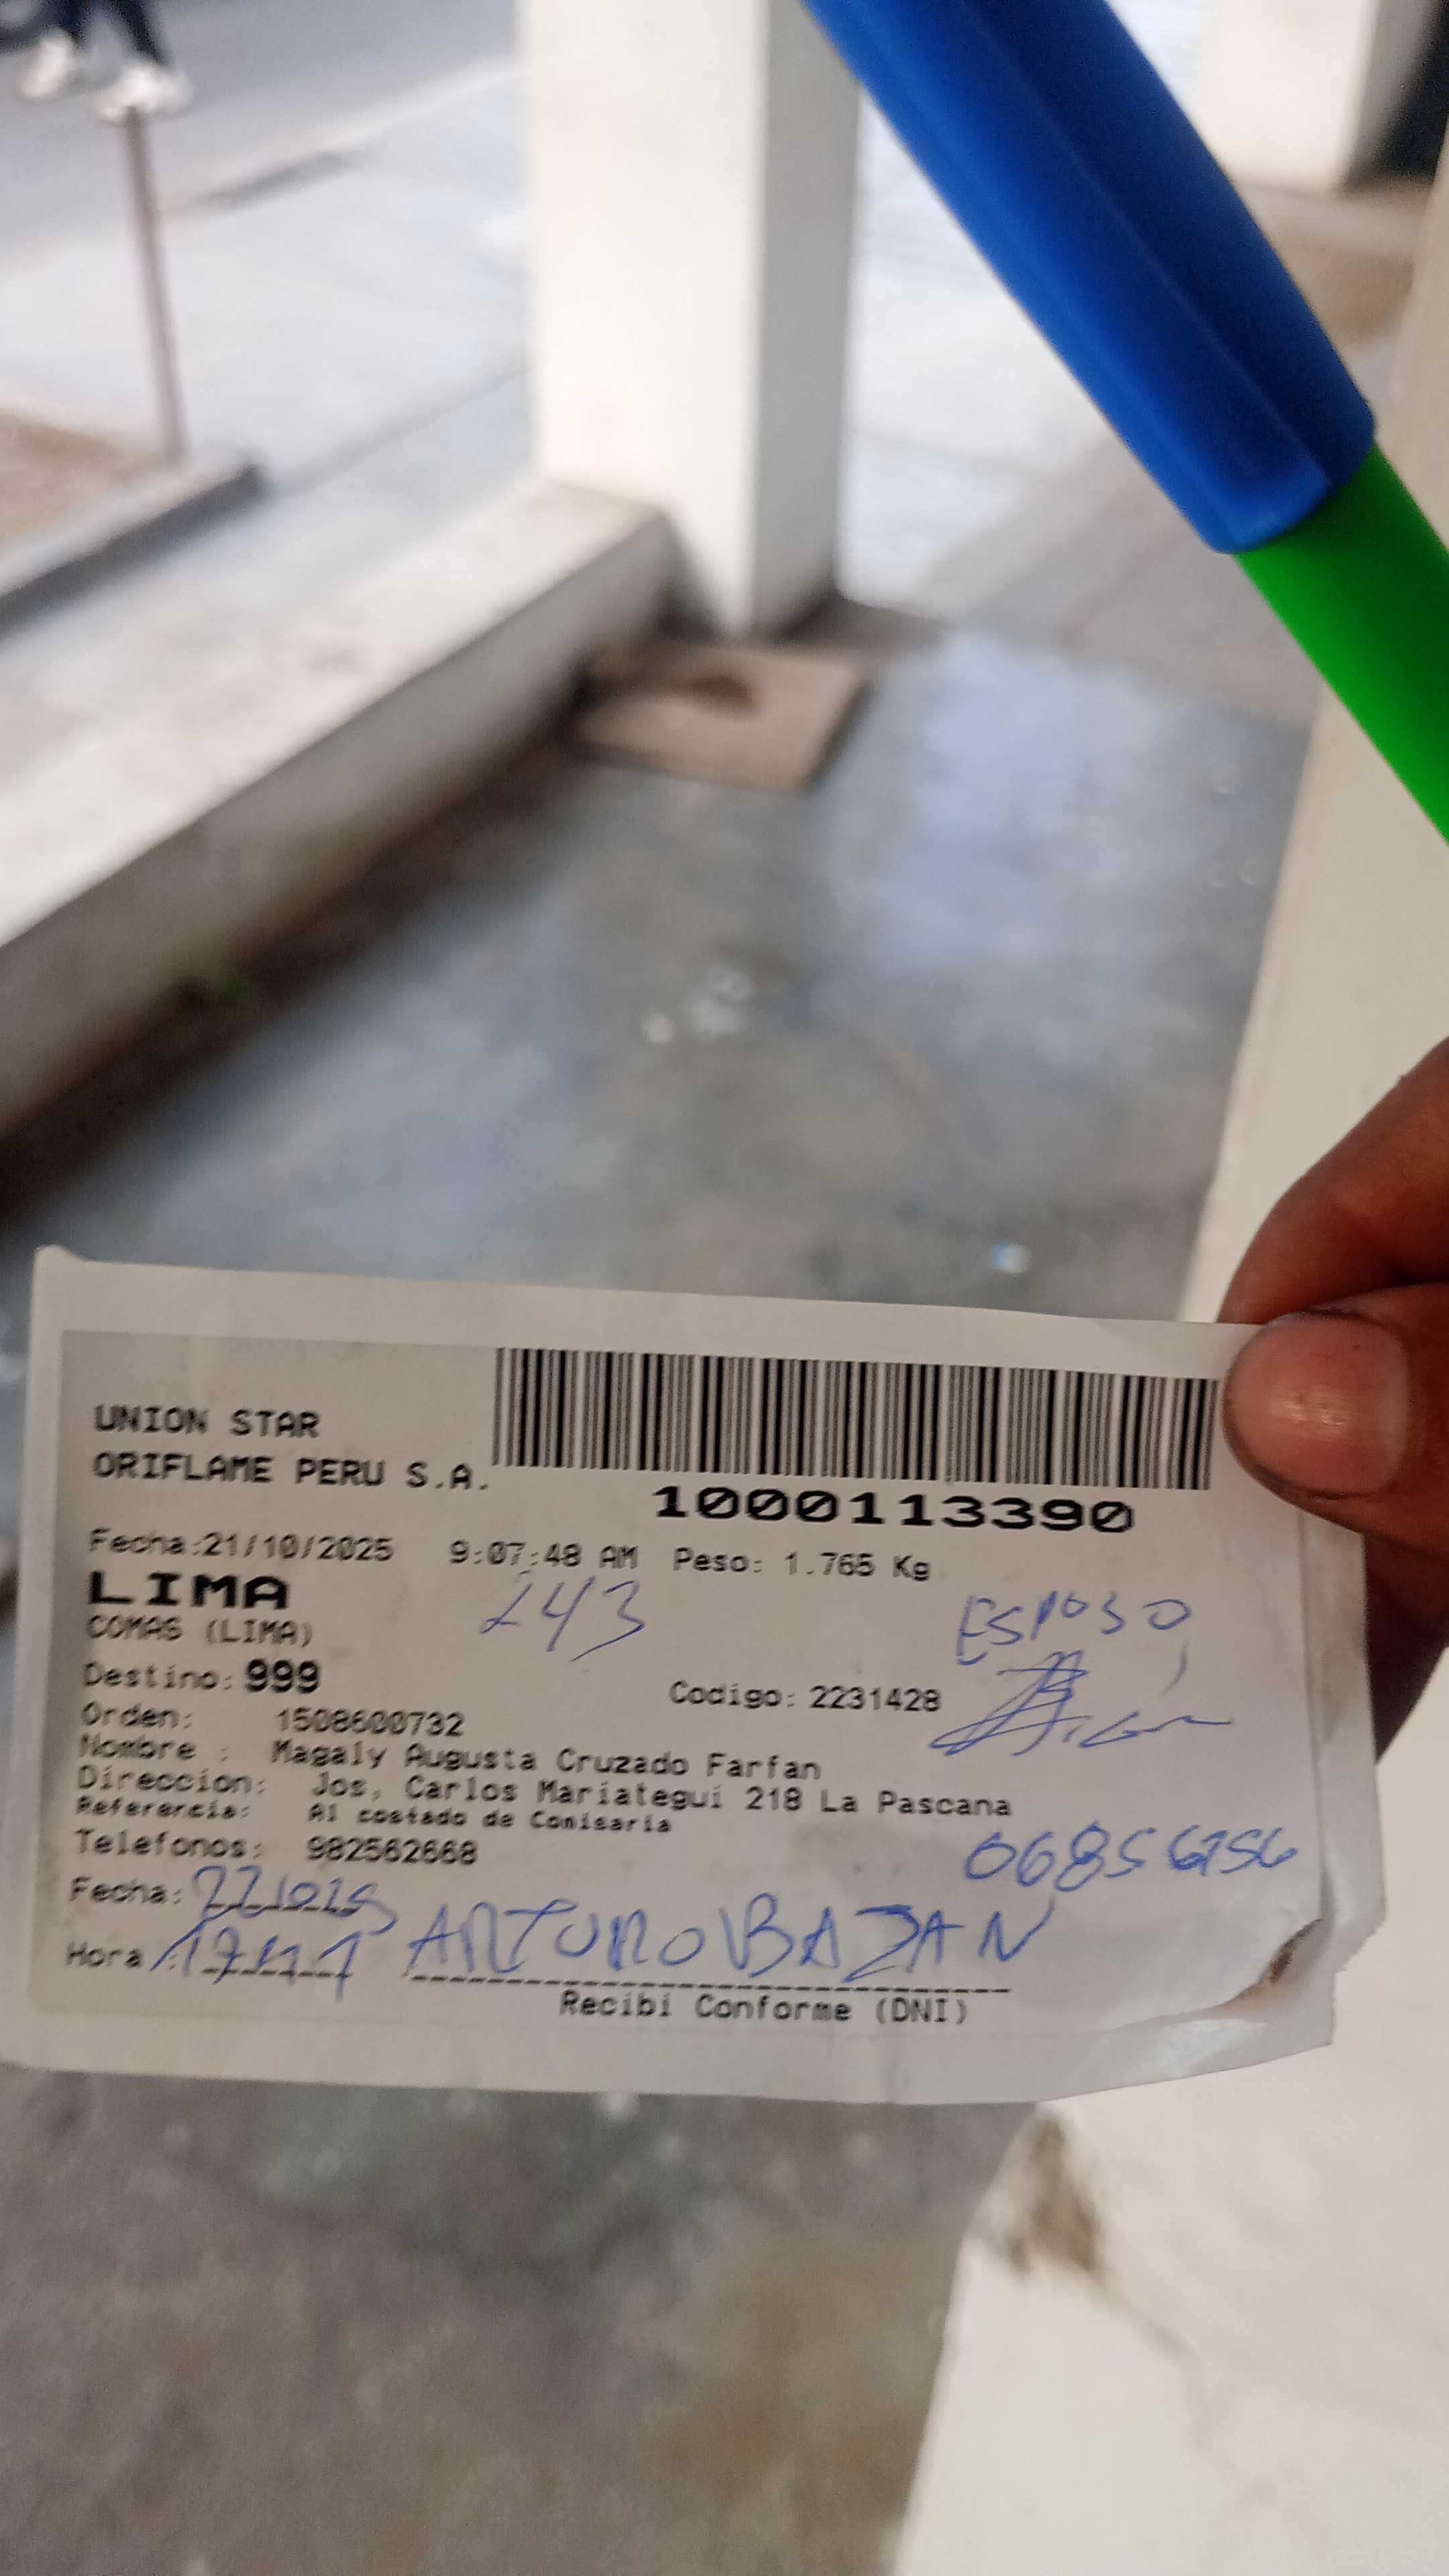 UNION STAR
ORIFLAME PERU S.A.
1000113390
Fecha:21/10/2025 9:07:48 AM Peso: 1.765 Kg
LIMA
243
ESPOSO
COMAS (LIMA)
Destino: 999
Codigo: 2231428
Orden: 1508600732
Nombre : Magaly Augusta Cruzado Farfan
Direccion: Jos, Carlos Mariategui 218 La Pascana
Referencia: Al costado de Comisaria
Telefonos: 982562668
Fecha:
Hora :
ARTURO BAZAN
Recibi Conforme (DNI)